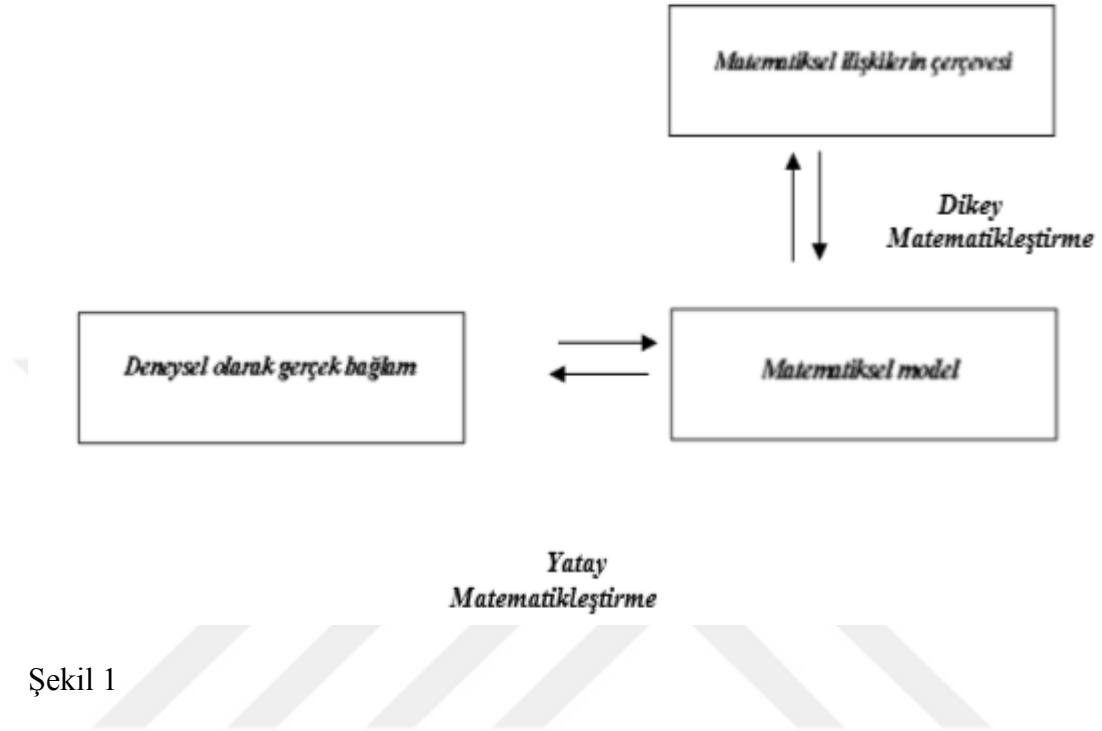 Matematiksel ilişkilerin çerçevesi
Dikey
Matematikleştirme
Deneysel olarak gerçek bağlam
Matematiksel model
Yatay
Matematikleştirme
Şekil 1